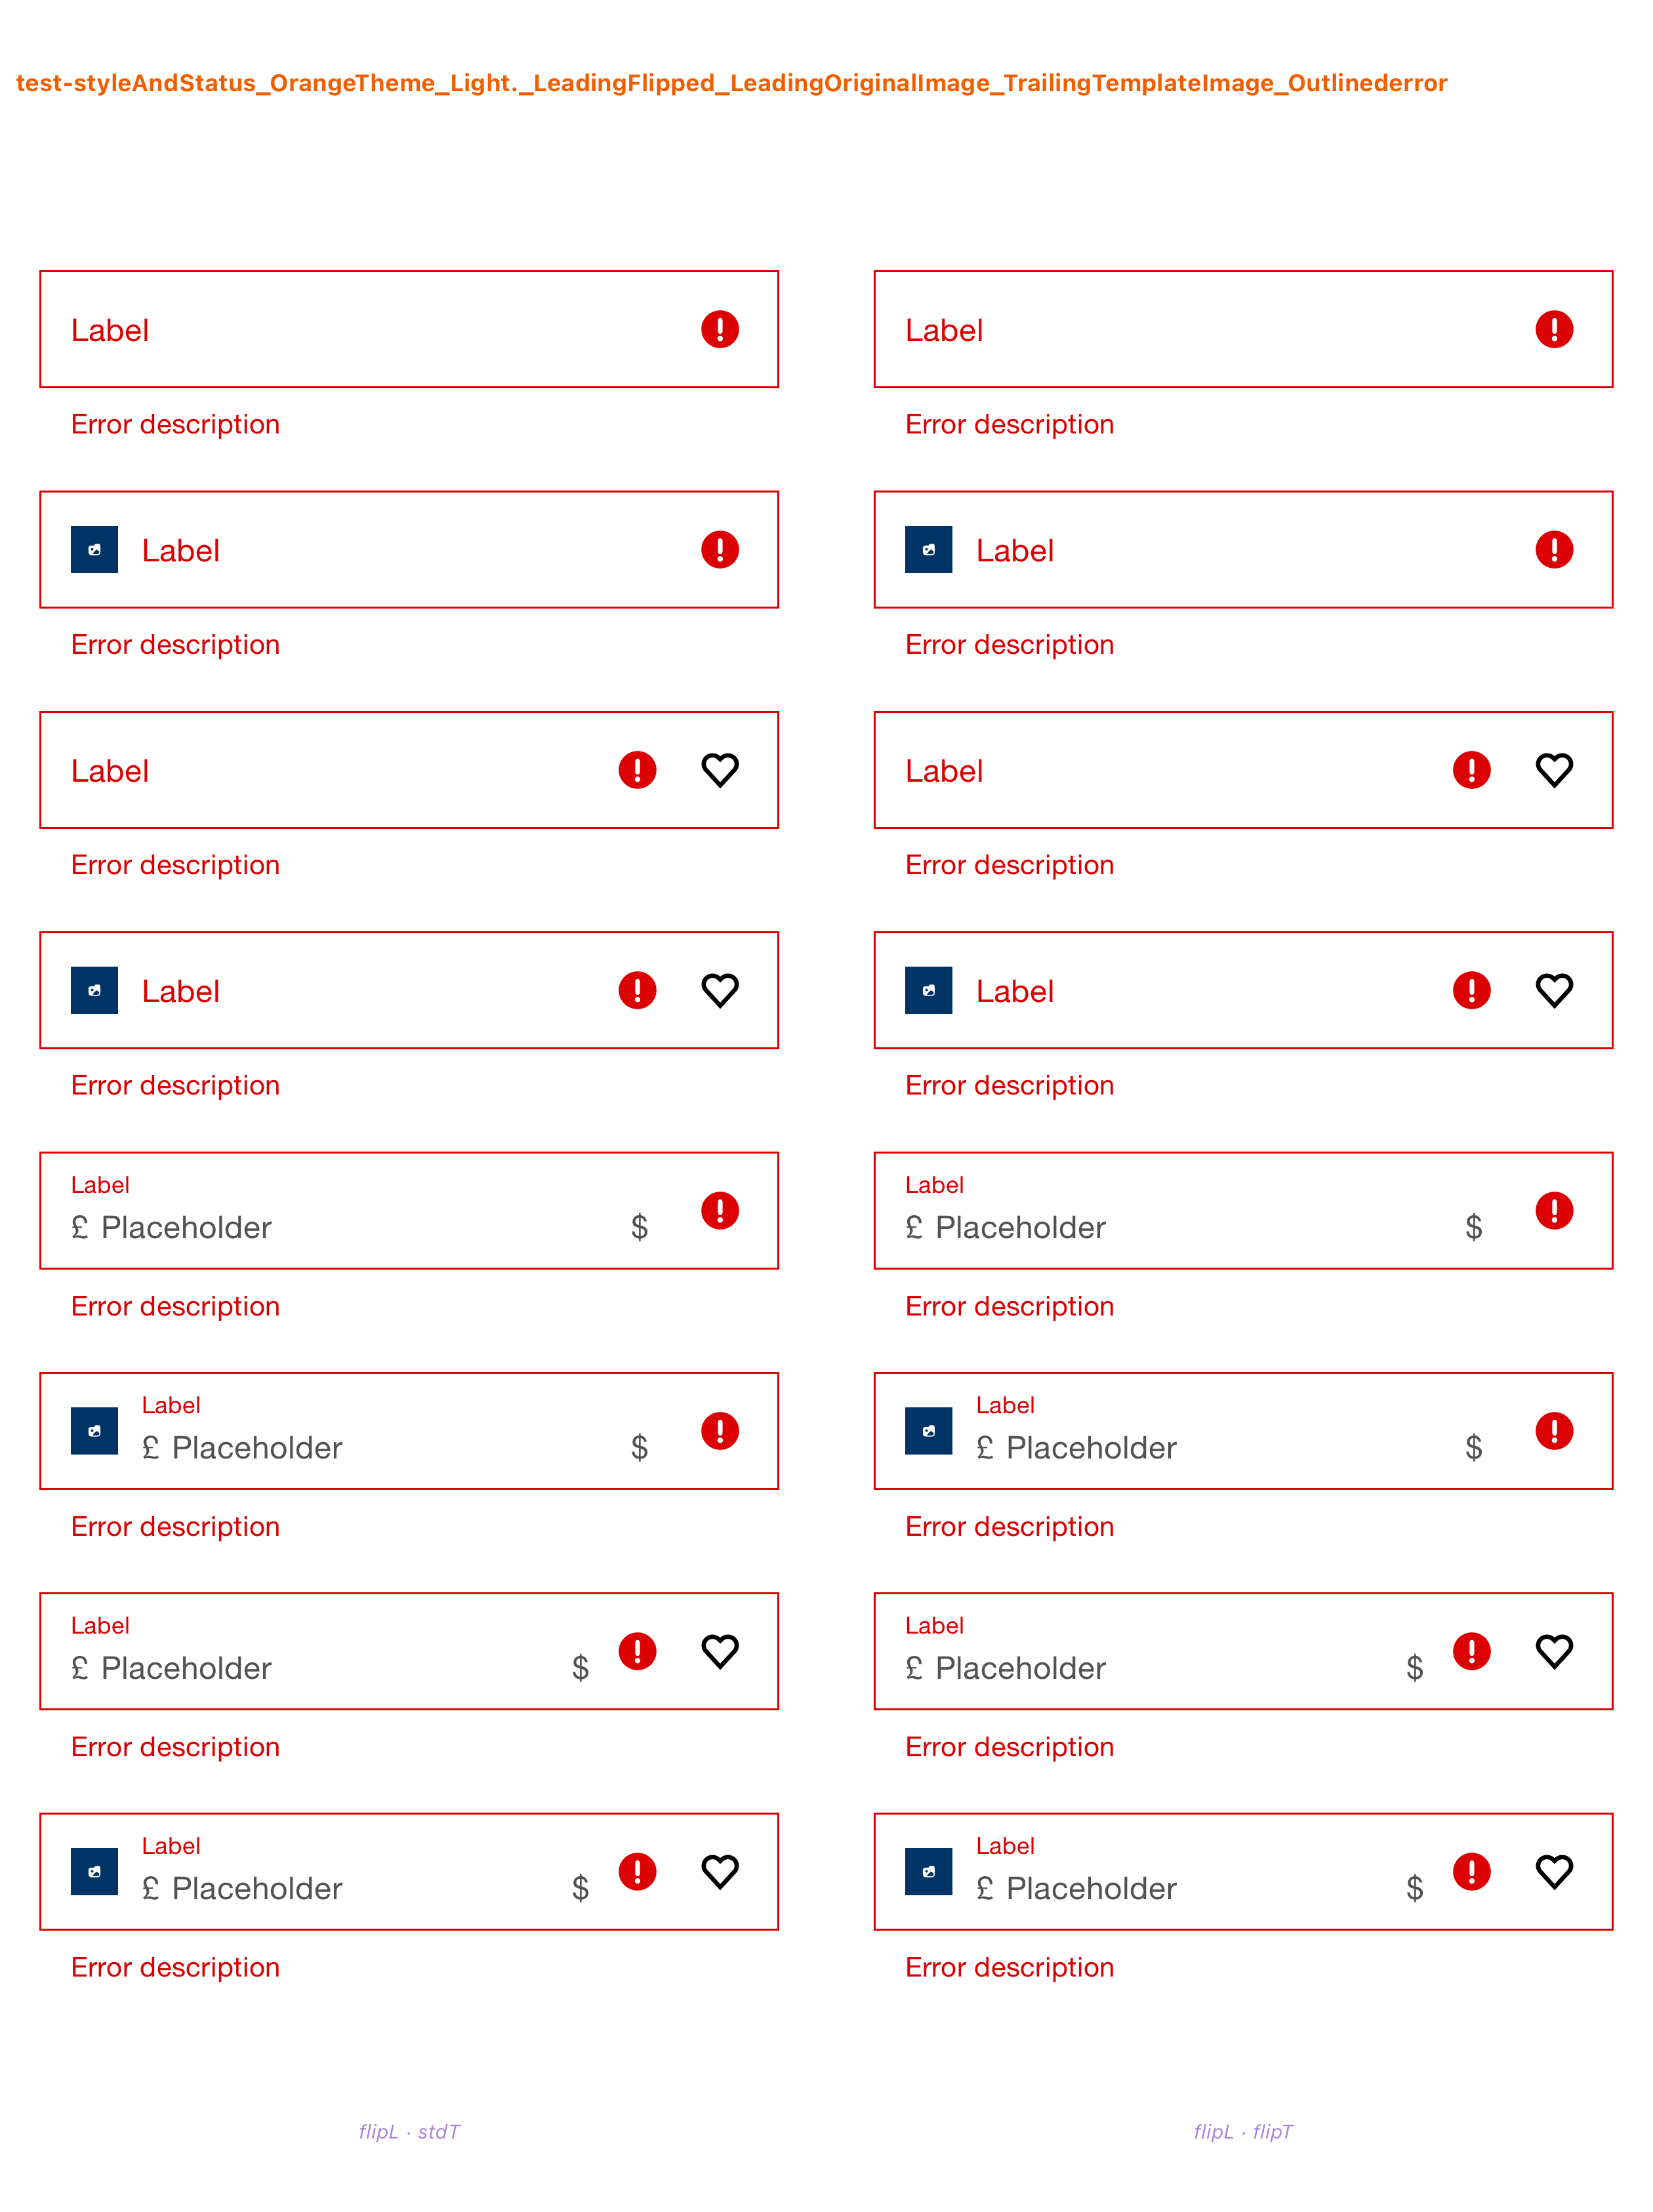 test-styleAndStatus_OrangeTheme_Light._LeadingFlipped_LeadingOriginalImage_TrailingTemplateImage_Outlinederror
Label
Error description
Label
Error description
Label
Error description
Label
Error description
Label
£ Placeholder $
Error description
Label
£ Placeholder $
Error description
Label
£ Placeholder $
Error description
Label
£ Placeholder $
Error description
flipL · stdT
Label
Error description
Label
Error description
Label
Error description
Label
Error description
Label
£ Placeholder $
Error description
Label
£ Placeholder $
Error description
Label
£ Placeholder $
Error description
Label
£ Placeholder $
Error description
flipL · flipT